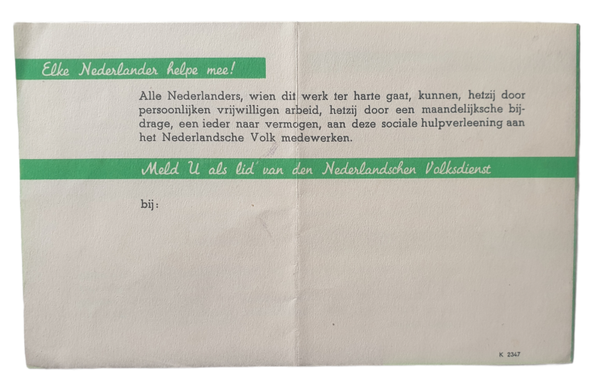 Elke Nederlander helpe mee!
Alle Nederlanders, wien dit werk ter harte gaat, kunnen, hetzij door
persoonlijken vrijwilligen arbeid, hetzij door een maandelijksche bij-
drage, een ieder naar vermogen, aan deze sociale hulpverleening aan
het Nederlandsche Volk medewerken.
Meld U als lid van den Nederlandschen Volksdienst
bij:
K 2347